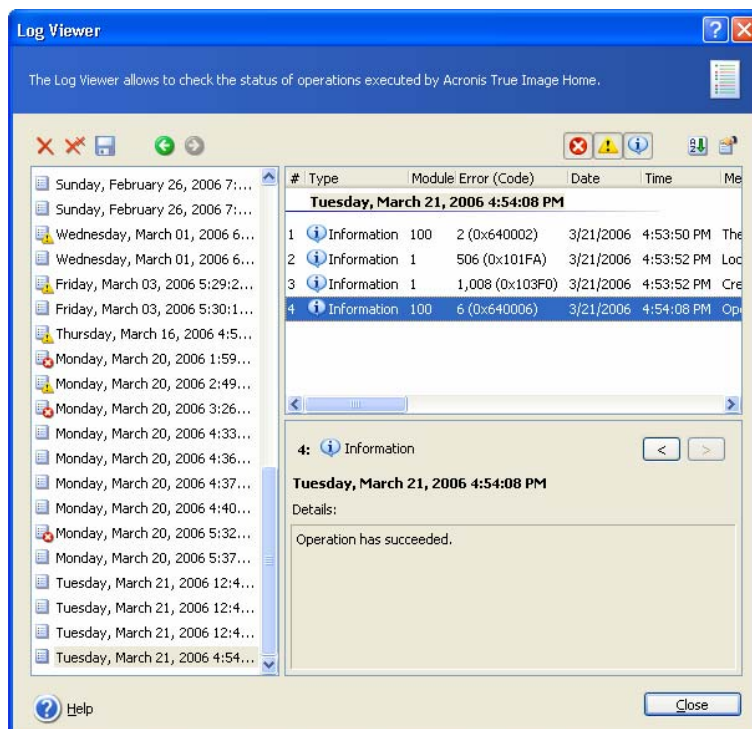 Log Viewer
The Log Viewer allows to check the status of operations executed by Acronis True Image Home.
Sunday, February 26, 2006 7:...
Sunday, February 26, 2006 7:...
Wednesday, March 01, 2006 6...
Wednesday, March 01, 2006 6...
Friday, March 03, 2006 5:29:2...
Friday, March 03, 2006 5:30:1...
Thursday, March 16, 2006 4:5...
Monday, March 20, 2006 1:59...
Monday, March 20, 2006 2:49...
Monday, March 20, 2006 3:26...
Monday, March 20, 2006 4:33...
Monday, March 20, 2006 4:36...
Monday, March 20, 2006 4:37...
Monday, March 20, 2006 4:40...
Monday, March 20, 2006 5:32...
Monday, March 20, 2006 5:37...
Tuesday, March 21, 2006 12:4...
Tuesday, March 21, 2006 12:4...
Tuesday, March 21, 2006 12:4...
Tuesday, March 21, 2006 4:54...
# Type Module Error (Code) Date Time Me
Tuesday, March 21, 2006 4:54:08 PM
1 Information 100 2 (0x640002) 3/21/2006 4:53:50 PM The
2 Information 1 506 (0x101FA) 3/21/2006 4:53:52 PM Loc
3 Information 1 1,008 (0x103F0) 3/21/2006 4:53:52 PM Cre
4 Information 100 6 (0x640006) 3/21/2006 4:54:08 PM Ope
4: Information < >
Tuesday, March 21, 2006 4:54:08 PM
Details:
Operation has succeeded.
Help
Close